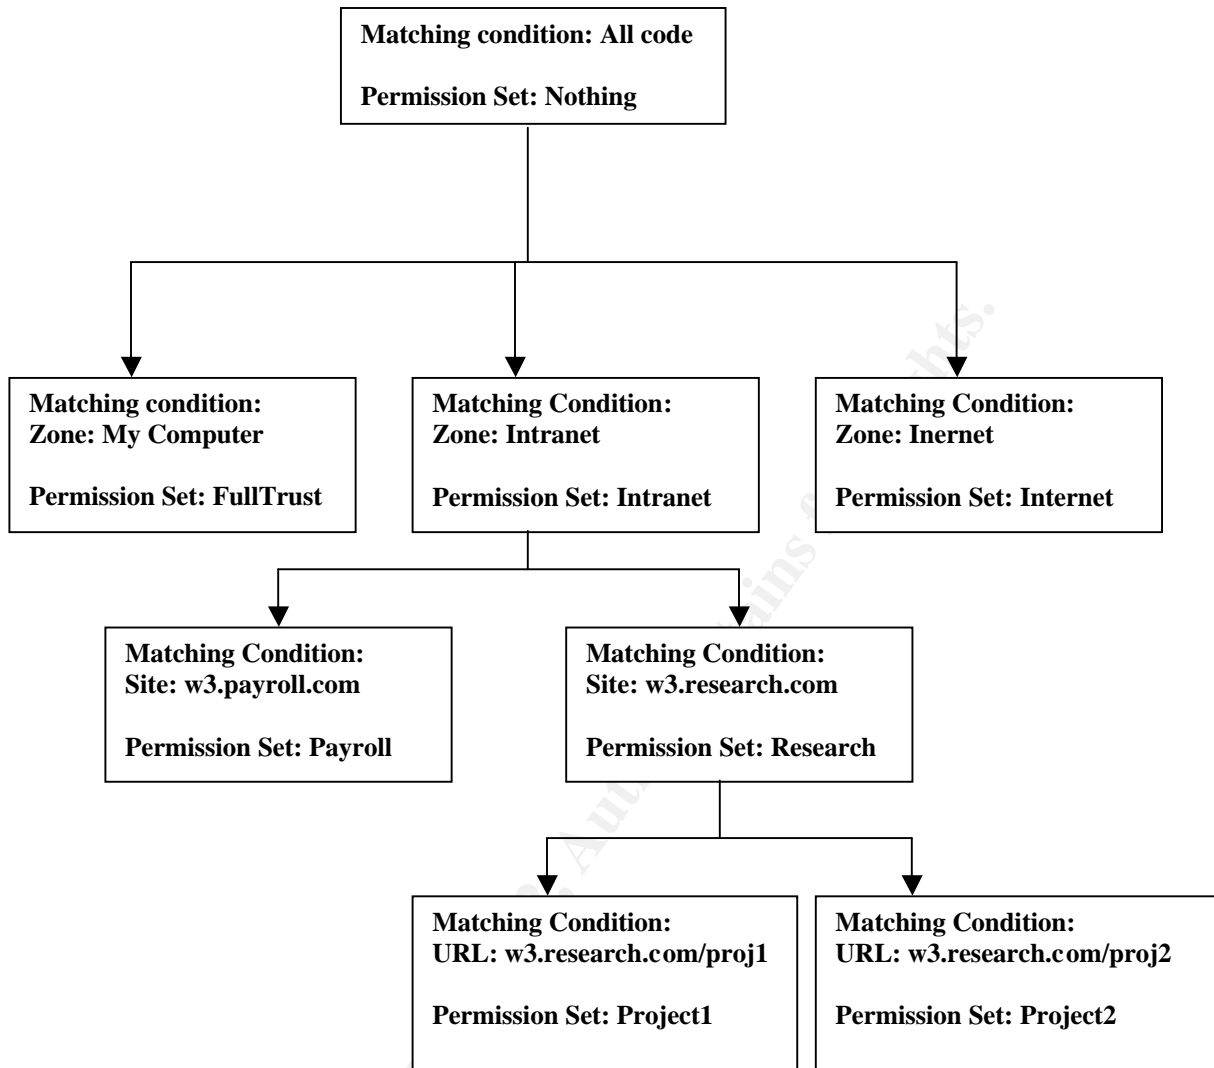 Matching condition: All code
Permission Set: Nothing
Matching condition:
Zone: My Computer
Permission Set: FullTrust
Matching Condition:
Zone: Intranet
Permission Set: Intranet
Matching Condition:
Zone: Inernet
Permission Set: Internet
Matching Condition:
Site: w3.payroll.com
Permission Set: Payroll
Matching Condition:
Site: w3.research.com
Permission Set: Research
Matching Condition:
URL: w3.research.com/proj1
Permission Set: Project1
Matching Condition:
URL: w3.research.com/proj2
Permission Set: Project2